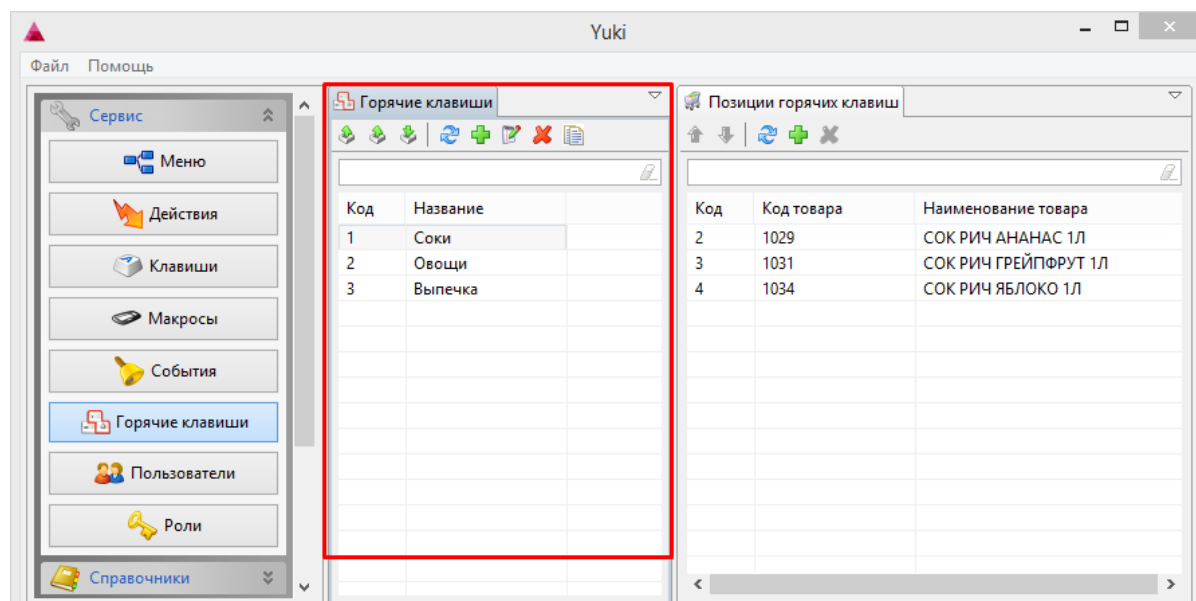 Yuki
Файл Помощь
Сервис
Меню
Действия
Клавиши
Макросы
События
Горячие клавиши
Пользователи
Роли
Справочники
Горячие клавиши
Код Название
1 Соки
2 Овощи
3 Выпечка
Позиции горячих клавиш
Код Код товара Наименование товара
2 1029 СОК РИЧ АНАНАС 1Л
3 1031 СОК РИЧ ГРЕЙПФРУТ 1Л
4 1034 СОК РИЧ ЯБЛОКО 1Л